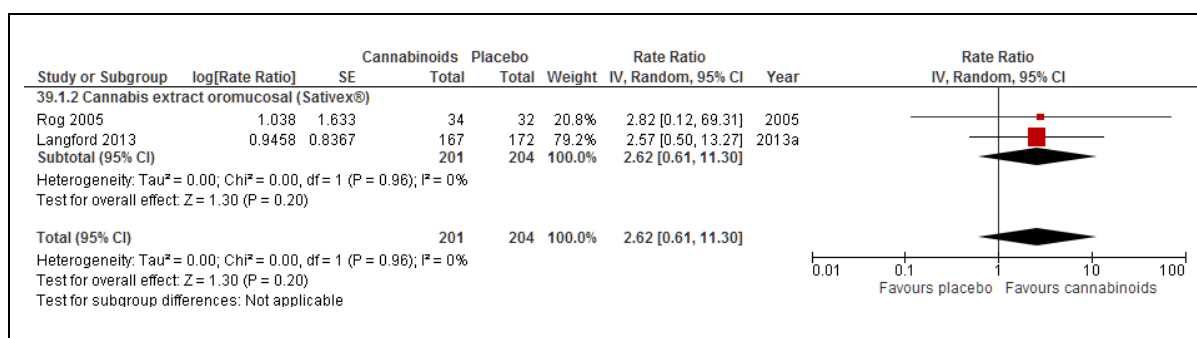 Cannabinoids Placebo Rate Ratio Rate Ratio
Study or Subgroup log[Rate Ratio] SE Total Total Weight IV, Random, 95% CI Year IV, Random, 95% CI
39.1.2 Cannabis extract oromucosal (Sativex®)
Rog 2005 1.038 1.633 34 32 20.8% 2.82 [0.12, 69.31] 2005
Langford 2013 0.9458 0.8367 167 172 79.2% 2.57 [0.50, 13.27] 2013a
Subtotal (95% CI) 201 204 100.0% 2.62 [0.61, 11.30]
Heterogeneity: Tau² = 0.00; Chi² = 0.00, df = 1 (P = 0.96); I² = 0%
Test for overall effect: Z = 1.30 (P = 0.20)
Total (95% CI) 201 204 100.0% 2.62 [0.61, 11.30]
Heterogeneity: Tau² = 0.00; Chi² = 0.00, df = 1 (P = 0.96); I² = 0%
Test for overall effect: Z = 1.30 (P = 0.20)
Test for subgroup differences: Not applicable
0.01 0.1 1 10 100
Favours placebo Favours cannabinoids